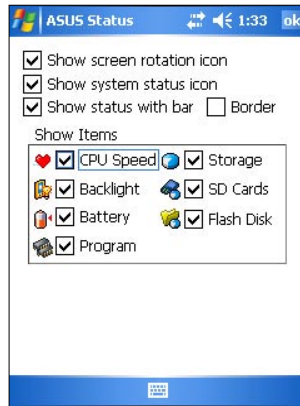 ASUS Status 1:33 ok
Show screen rotation icon
Show system status icon
Show status with bar Border
Show Items
CPU Speed Storage
Backlight SD Cards
Battery Flash Disk
Program